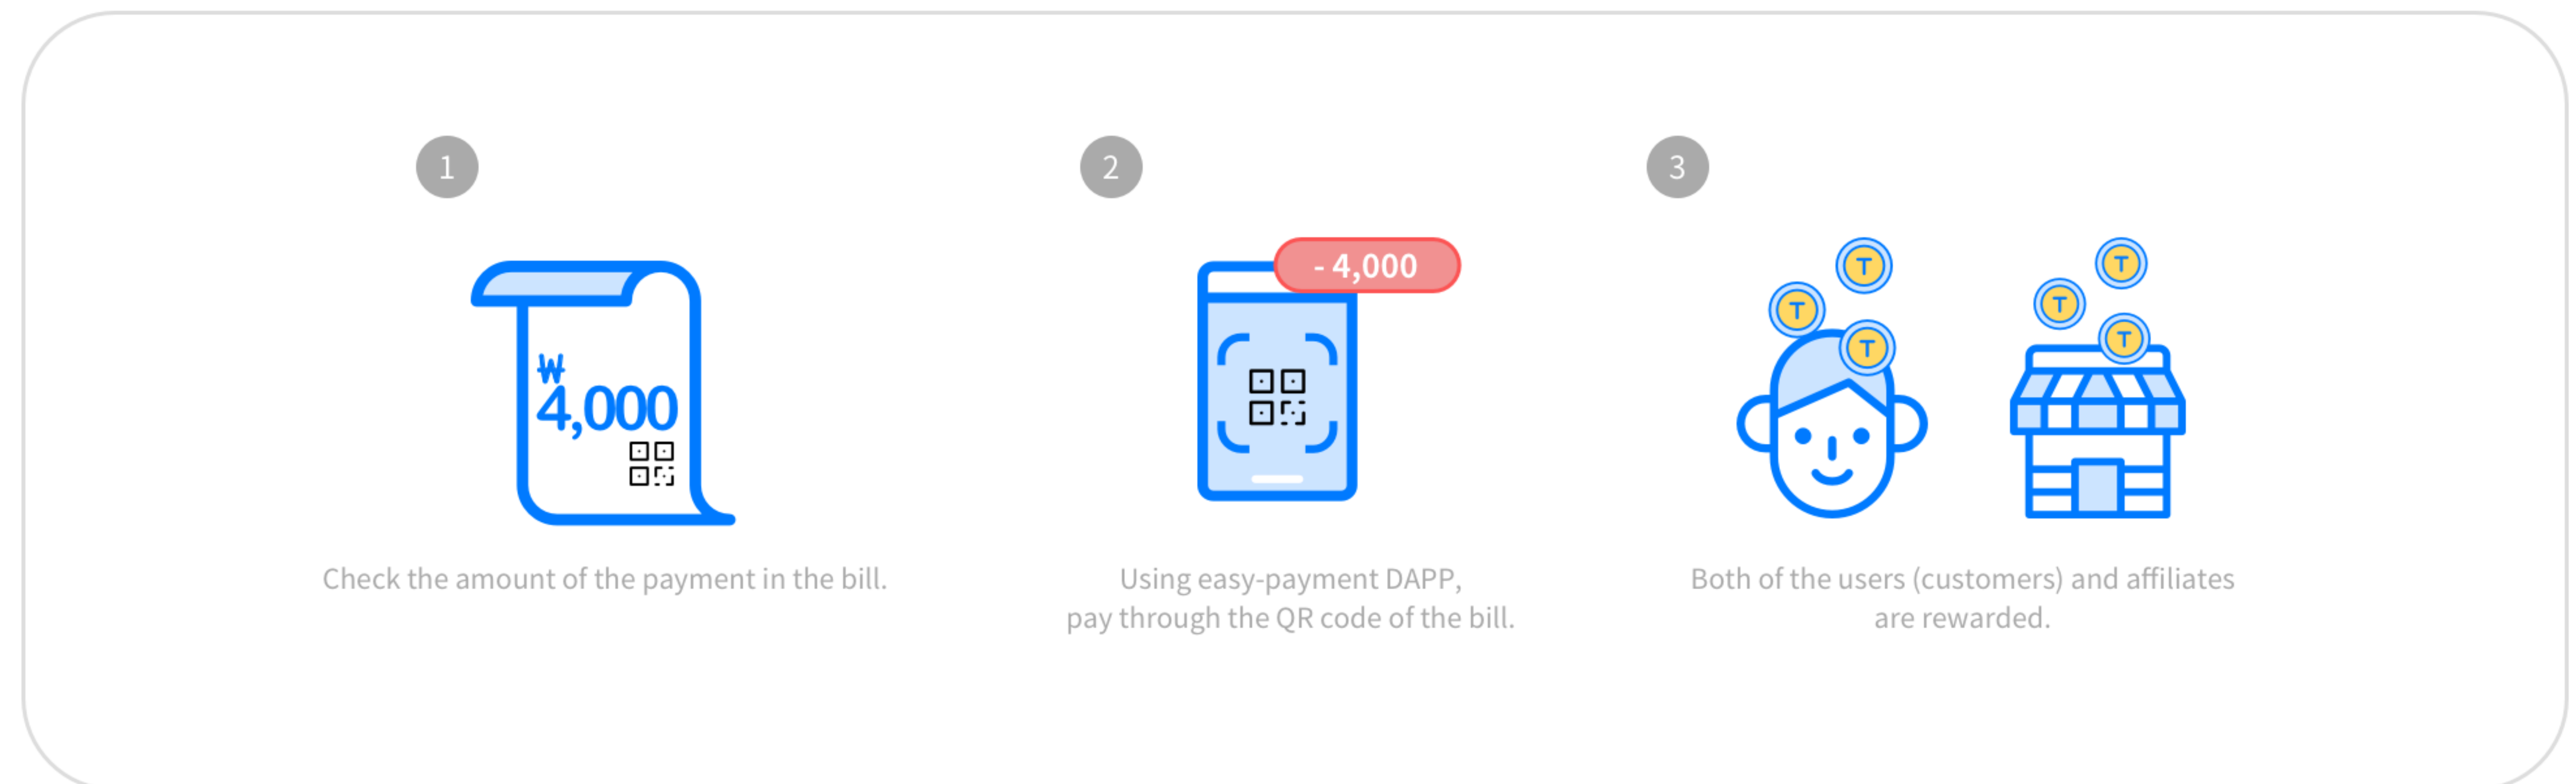 1
₩
4,000
Check the amount of the payment in the bill.
2
- 4,000
Using easy-payment DAPP,
pay through the QR code of the bill.
3
T
T
T
T
T
T
Both of the users (customers) and affiliates
are rewarded.